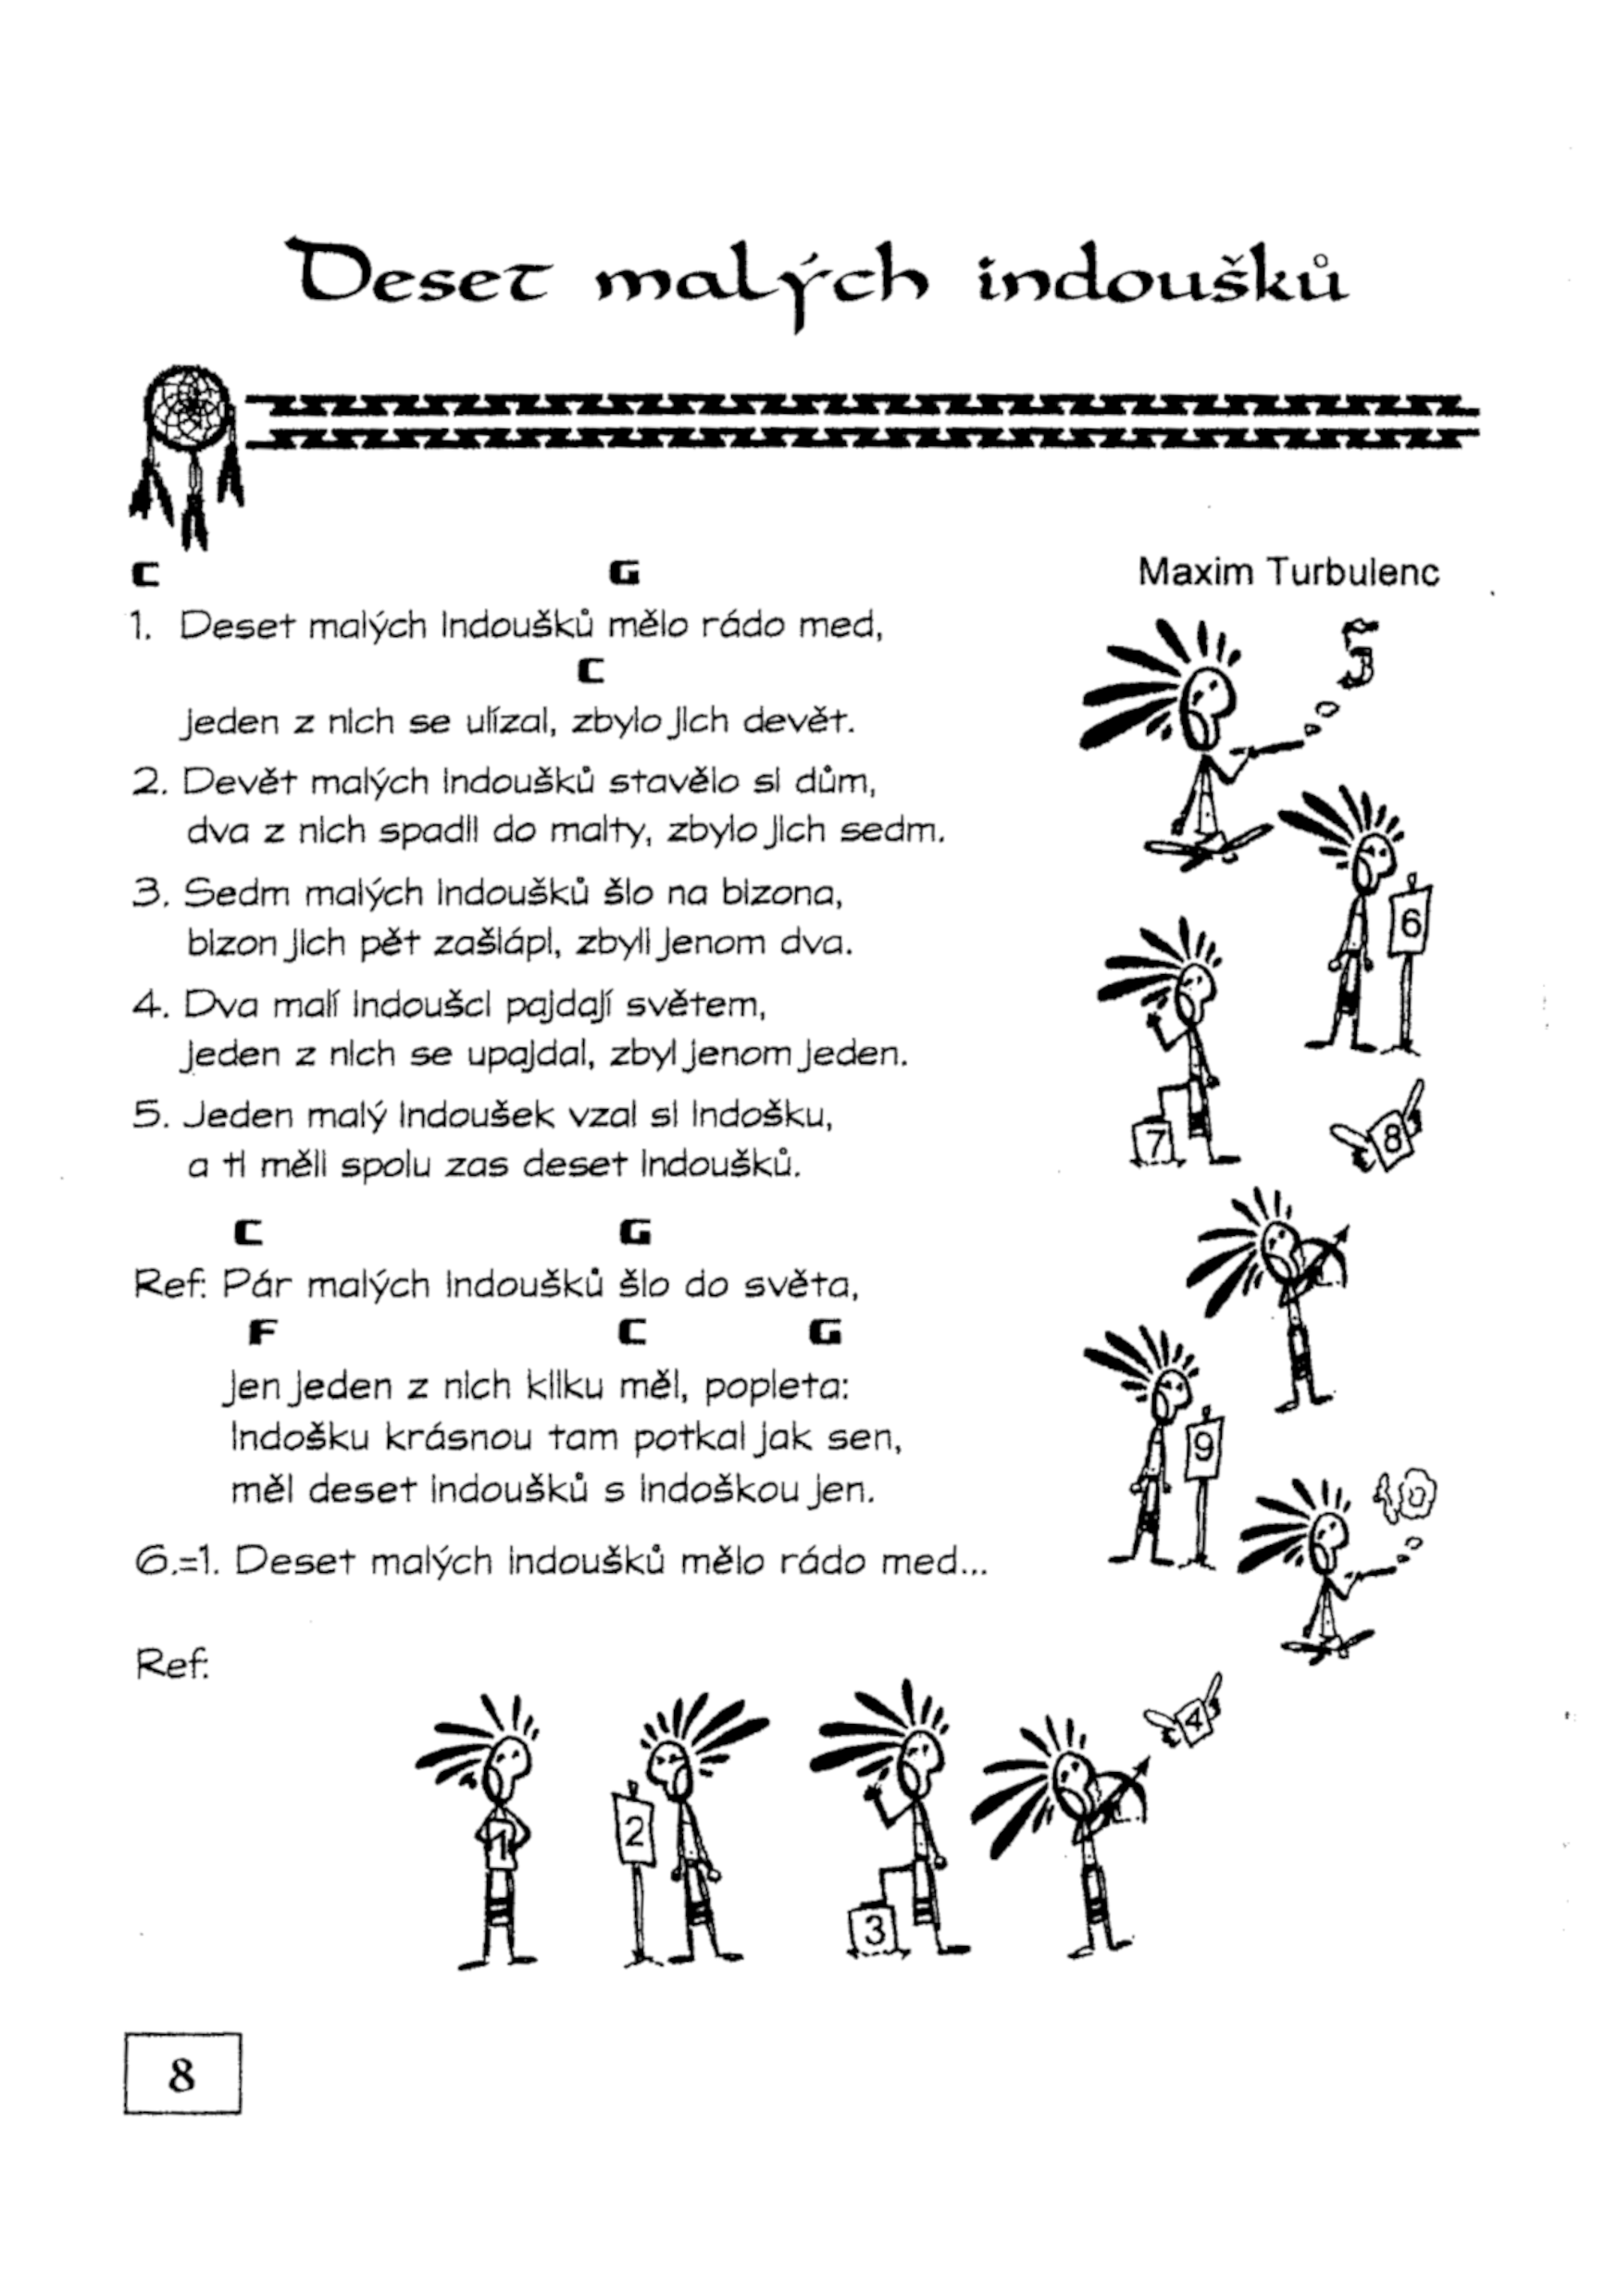 Deset malých indoušků
C G
Maxim Turbulenc
1. Deset malých indoušků mělo rádo med,
C
jeden z nich se ulízal, zbylo jich devět.
2. Devět malých indoušků stavělo si dům,
dva z nich spadli do malty, zbylo jich sedm.
3. Sedm malých indoušků šlo na bizona,
bizon jich pět zašlápl, zbyli jenom dva.
4. Dva malí indoušci pajdají světem,
jeden z nich se upajdal, zbyl jenom jeden.
5. Jeden malý indoušek vzal si indošku,
a ti měli spolu zas deset indoušků.
C G
Ref: Pár malých indoušků šlo do světa,
F C G
jen jeden z nich kliku měl, popleta:
Indošku krásnou tam potkal jak sen,
měl deset indoušků s indoškou jen.
6.=1. Deset malých indoušků mělo rádo med...
Ref:
5
6
7
8
9
10
4
1
2
3
8